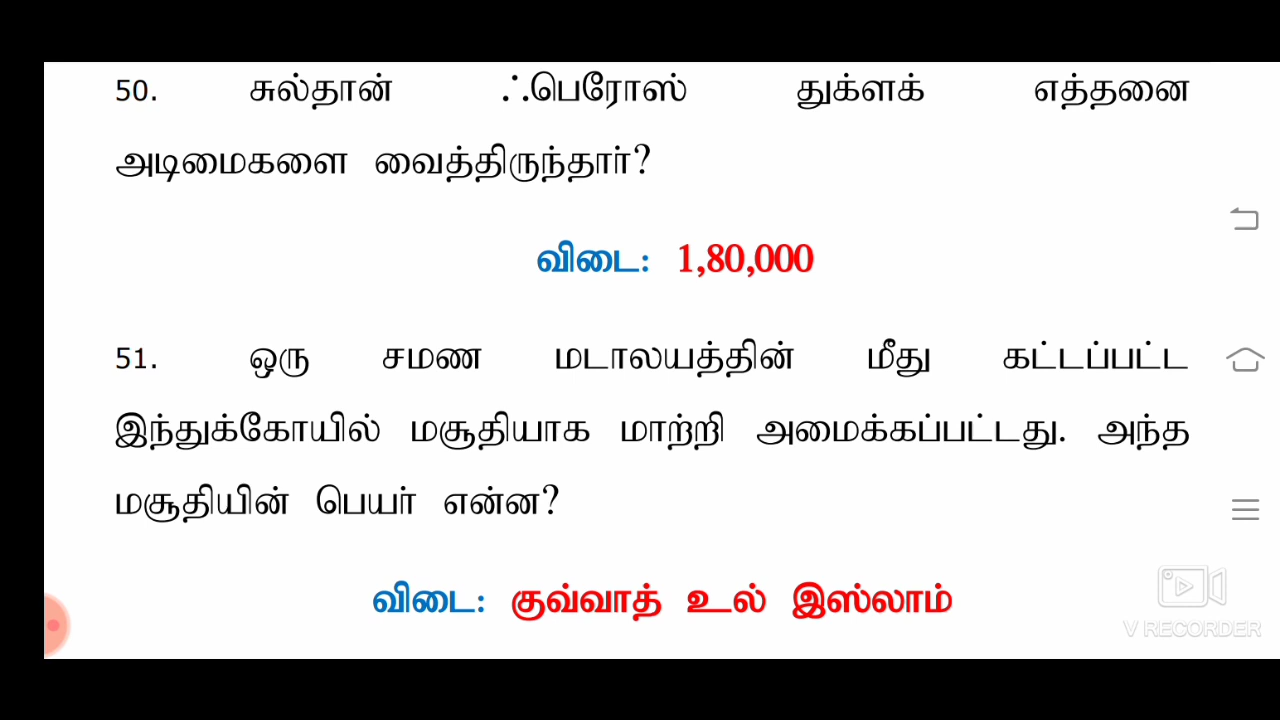 50. சுல்தான் ஃபெரோஸ் துக்ளக் எத்தனை
அடிமைகளை வைத்திருந்தார்?
விடை: 1,80,000
51. ஒரு சமண மடாலயத்தின் மீது கட்டப்பட்ட
இந்துக்கோயில் மசூதியாக மாற்றி அமைக்கப்பட்டது. அந்த
மசூதியின் பெயர் என்ன?
விடை: குவ்வாத் உல் இஸ்லாம்
V RECORDER